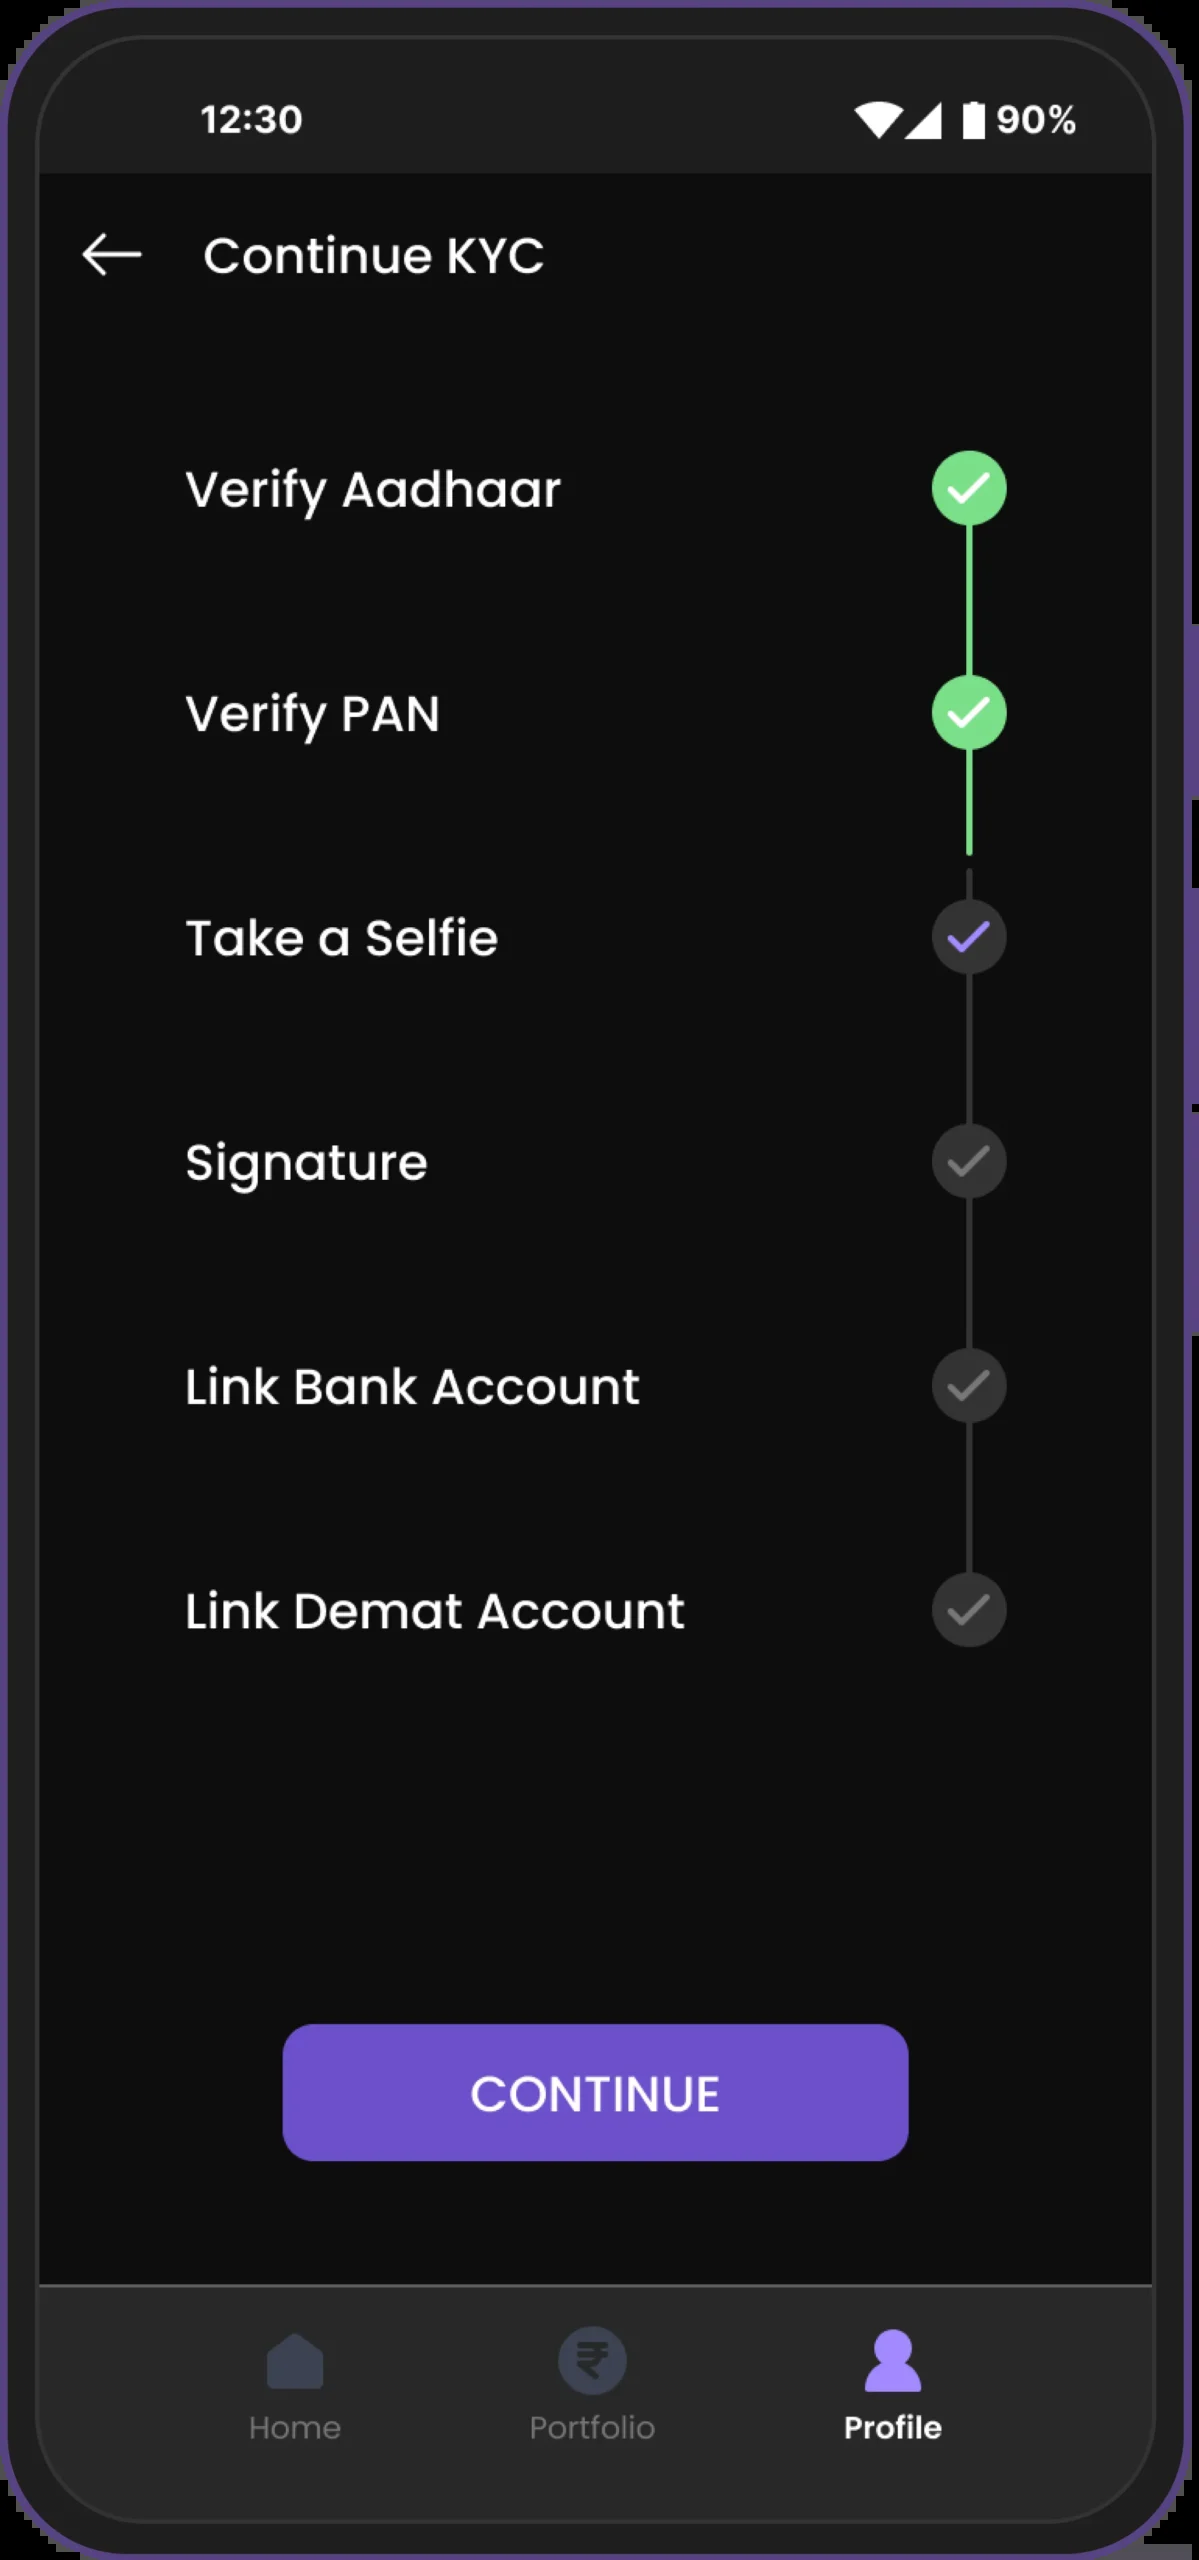 12:30 90%
Continue KYC
Verify Aadhaar
Verify PAN
Take a Selfie
Signature
Link Bank Account
Link Demat Account
CONTINUE
₹
Home Portfolio Profile